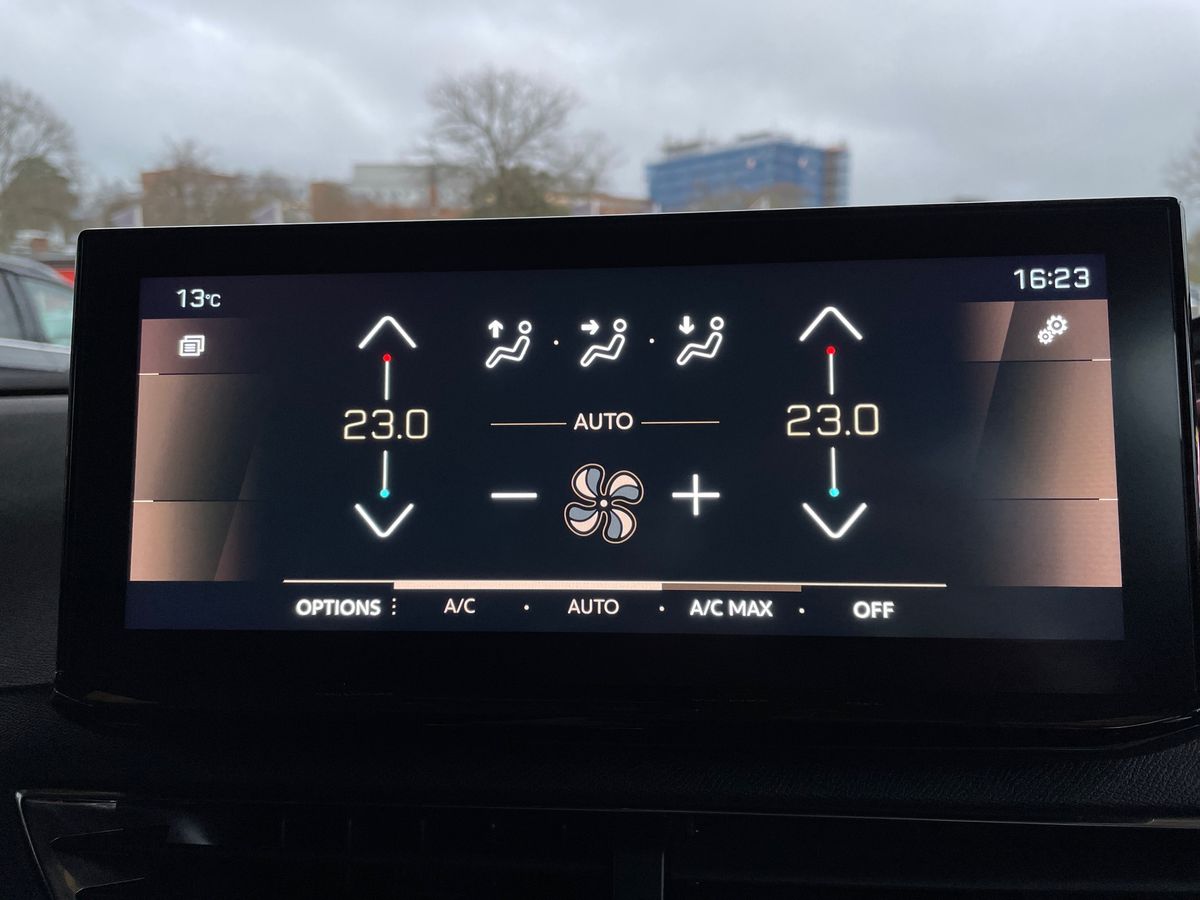 13°C
16:23
23.0
AUTO
23.0
OPTIONS
A/C
AUTO
A/C MAX
OFF